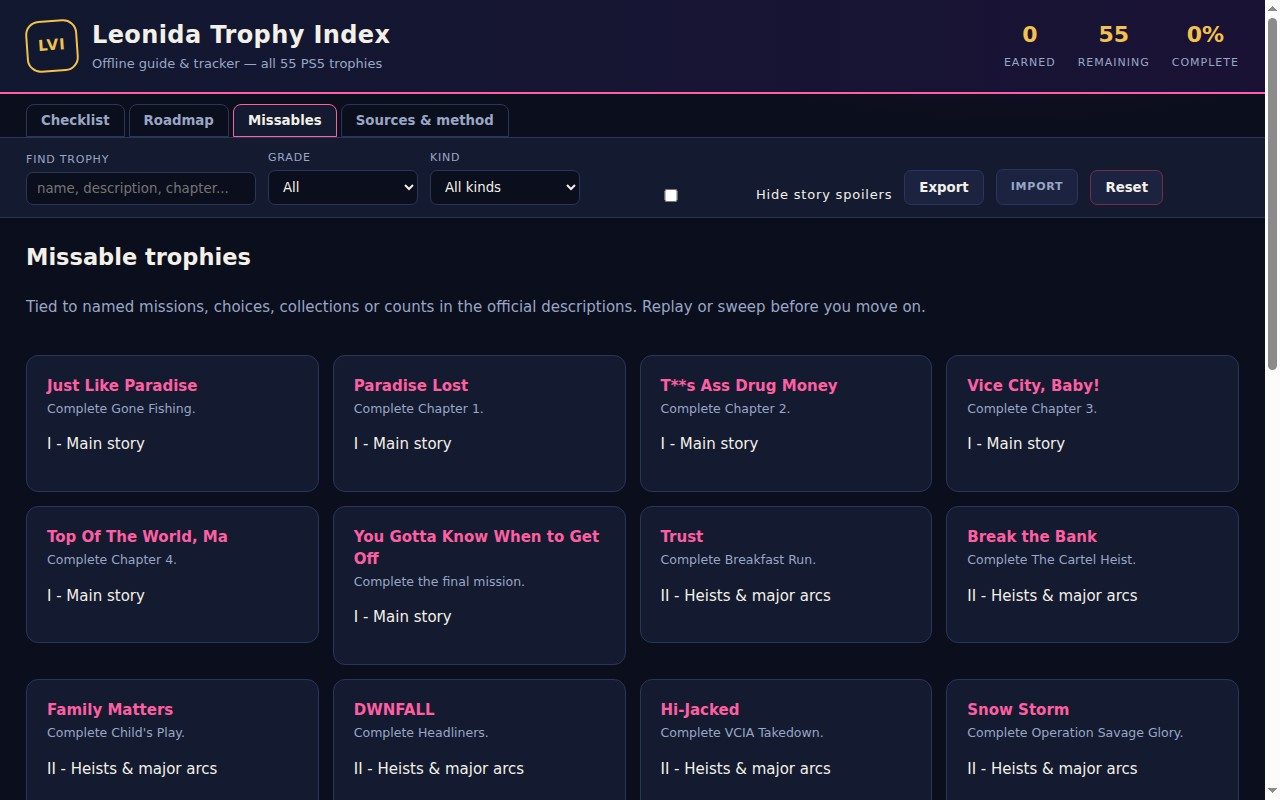 LVI
Leonida Trophy Index
Offline guide & tracker — all 55 PS5 trophies
0
EARNED
55
REMAINING
0%
COMPLETE
Checklist
Roadmap
Missables
Sources & method
FIND TROPHY
name, description, chapter...
GRADE
All
KIND
All kinds
Hide story spoilers
Export
IMPORT
Reset
Missable trophies
Tied to named missions, choices, collections or counts in the official descriptions. Replay or sweep before you move on.
Just Like Paradise
Complete Gone Fishing.
I - Main story
Paradise Lost
Complete Chapter 1.
I - Main story
T**s Ass Drug Money
Complete Chapter 2.
I - Main story
Vice City, Baby!
Complete Chapter 3.
I - Main story
Top Of The World, Ma
Complete Chapter 4.
I - Main story
You Gotta Know When to Get
Off
Complete the final mission.
I - Main story
Trust
Complete Breakfast Run.
II - Heists & major arcs
Break the Bank
Complete The Cartel Heist.
II - Heists & major arcs
Family Matters
Complete Child's Play.
II - Heists & major arcs
DWNFALL
Complete Headliners.
II - Heists & major arcs
Hi-Jacked
Complete VCIA Takedown.
II - Heists & major arcs
Snow Storm
Complete Operation Savage Glory.
II - Heists & major arcs